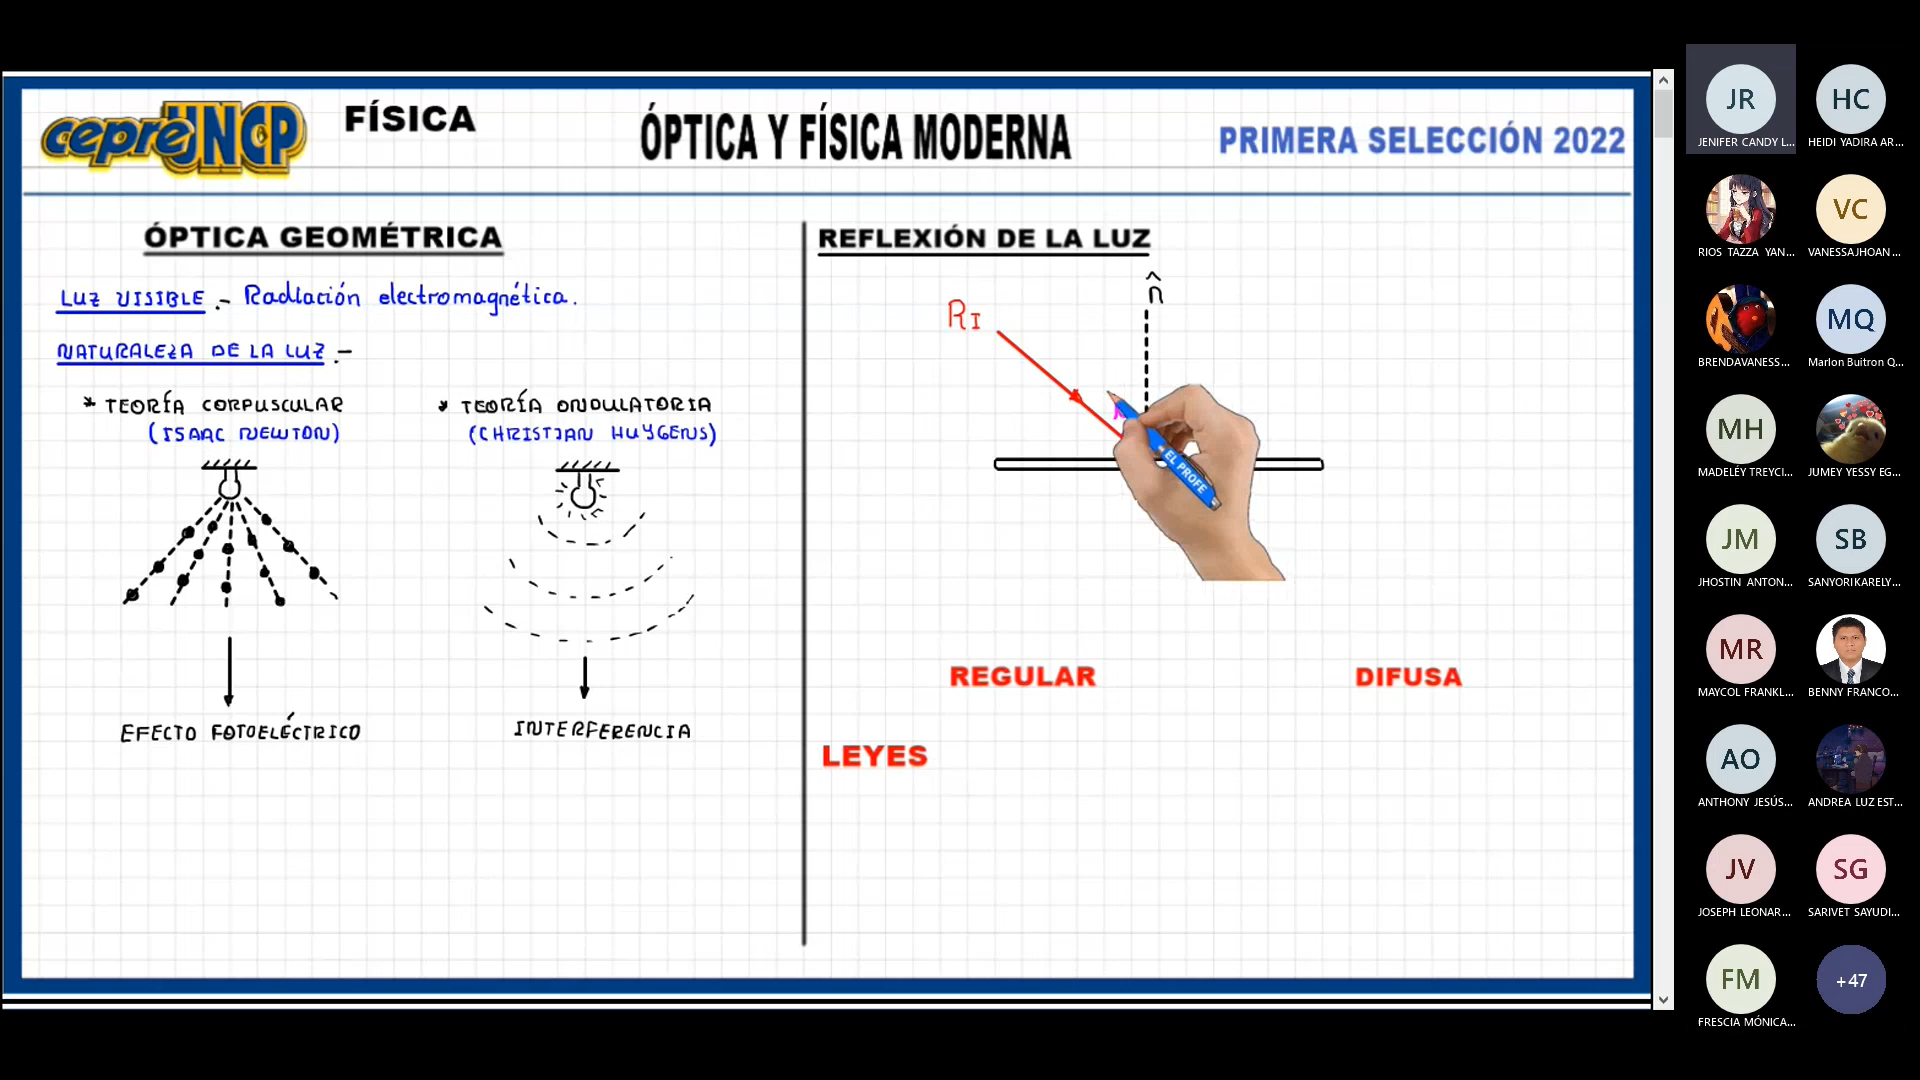 cepre UNCP
FÍSICA
ÓPTICA Y FÍSICA MODERNA
PRIMERA SELECCIÓN 2022
ÓPTICA GEOMÉTRICA
LUZ VISIBLE .- Radiación electromagnética.
NATURALEZA DE LA LUZ .-
* TEORÍA CORPUSCULAR
(ISAAC NEWTON)
* TEORÍA ONDULATORIA
(CHRISTIAN HUYGENS)
EFECTO FOTOELÉCTRICO
INTERFERENCIA
REFLEXIÓN DE LA LUZ
n̂
RI
EL PROFE
REGULAR
DIFUSA
LEYES
JR
JENIFER CANDY L...
HC
HEIDI YADIRA AR...
RIOS TAZZA YAN...
VC
VANESSAJHOAN ...
BRENDAVANESS...
MQ
Marlon Buitron Q...
MH
MADELÉY TREYCI...
JUMEY YESSY EG...
JM
JHOSTIN ANTON...
SB
SANYORIKARELY...
MR
MAYCOL FRANKL...
BENNY FRANCO...
AO
ANTHONY JESÚS...
ANDREA LUZ EST...
JV
JOSEPH LEONAR...
SG
SARIVET SAYUDI...
FM
FRESCIA MÓNICA...
+47